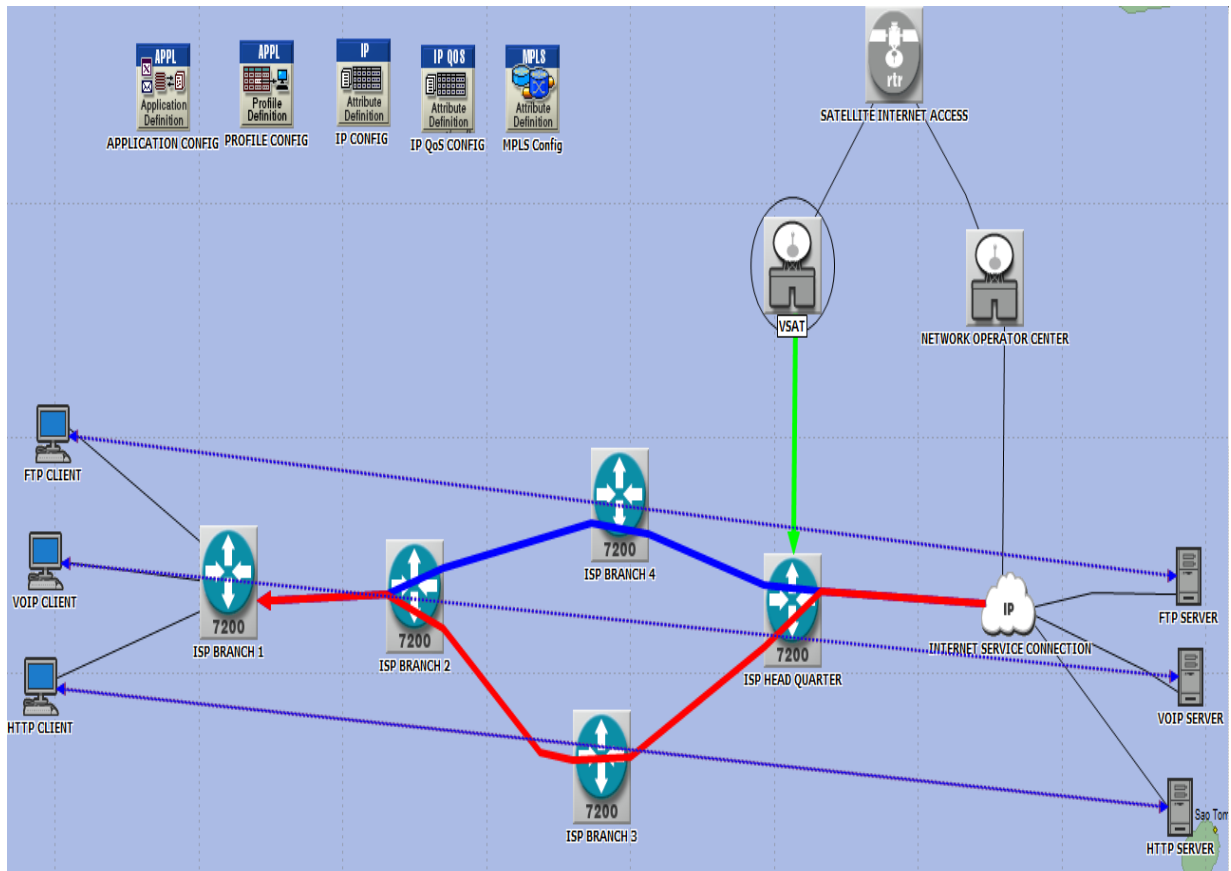 APPL
Application
Definition
APPLICATION CONFIG
APPL
Profile
Definition
PROFILE CONFIG
IP
Attribute
Definition
IP CONFIG
IP QOS
Attribute
Definition
IP QoS CONFIG
MPLS
Attribute
Definition
MPLS Config
rtr
SATELLITE INTERNET ACCESS
VSAT
NETWORK OPERATOR CENTER
FTP CLIENT
VOIP CLIENT
HTTP CLIENT
7200
ISP BRANCH 1
7200
ISP BRANCH 2
7200
ISP BRANCH 4
7200
ISP BRANCH 3
7200
ISP HEAD QUARTER
IP
INTERNET SERVICE CONNECTION
FTP SERVER
VOIP SERVER
HTTP SERVER
Sao Tom